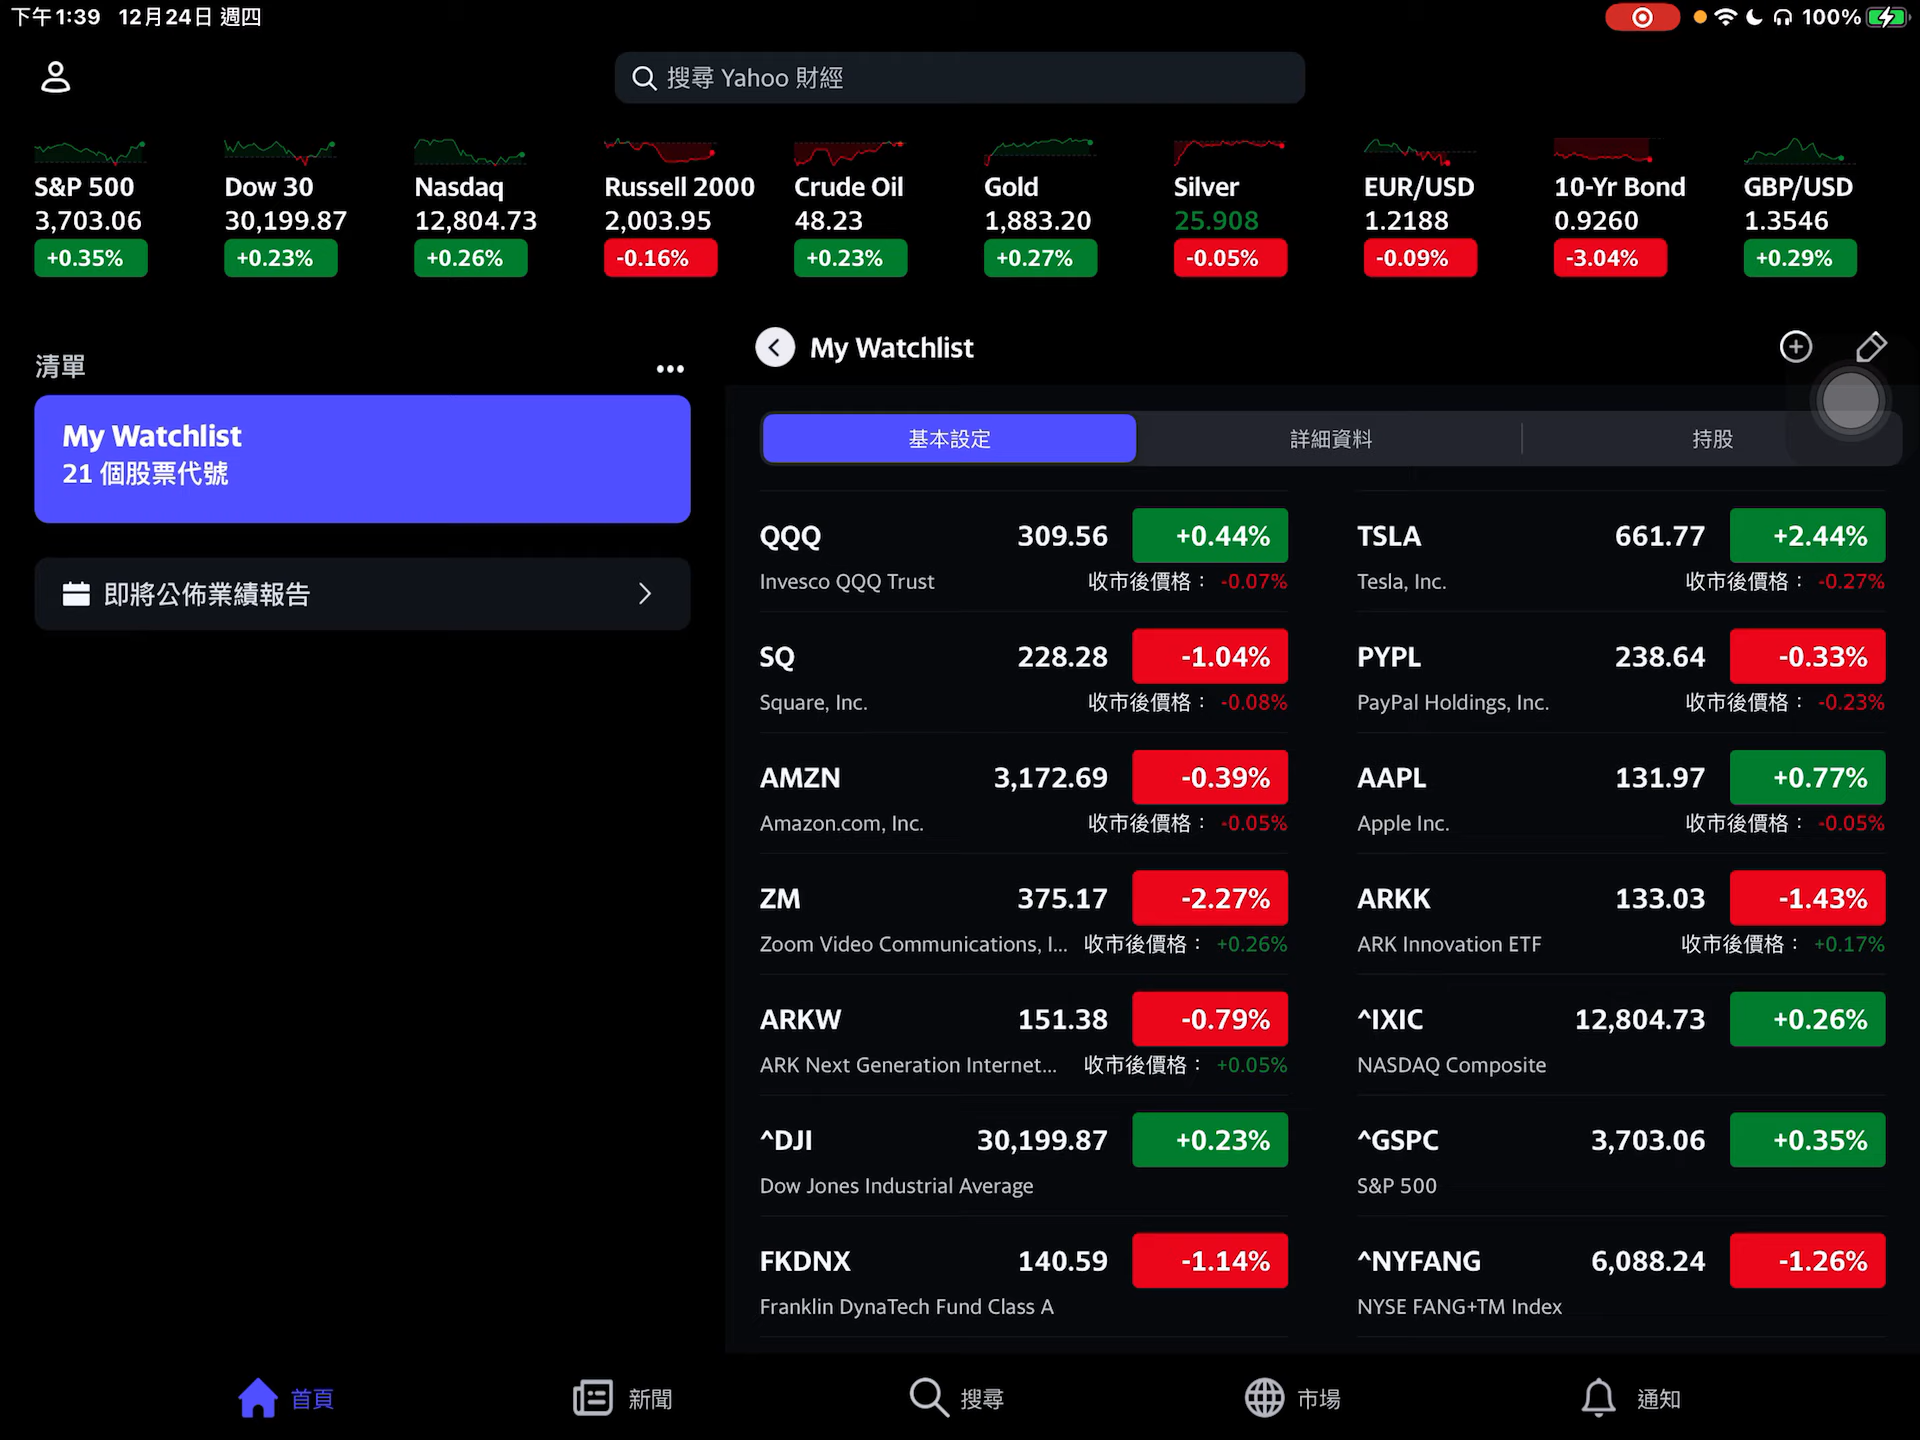 下午1:39 12月24日 週四
100%
搜尋 Yahoo 財經
S&P 500
3,703.06
+0.35%
Dow 30
30,199.87
+0.23%
Nasdaq
12,804.73
+0.26%
Russell 2000
2,003.95
-0.16%
Crude Oil
48.23
+0.23%
Gold
1,883.20
+0.27%
Silver
25.908
-0.05%
EUR/USD
1.2188
-0.09%
10-Yr Bond
0.9260
-3.04%
GBP/USD
1.3546
+0.29%
清單
My Watchlist
21 個股票代號
即將公佈業績報告
My Watchlist
基本設定
詳細資料
持股
QQQ 309.56 +0.44%
Invesco QQQ Trust 收市後價格： -0.07%
TSLA 661.77 +2.44%
Tesla, Inc. 收市後價格： -0.27%
SQ 228.28 -1.04%
Square, Inc. 收市後價格： -0.08%
PYPL 238.64 -0.33%
PayPal Holdings, Inc. 收市後價格： -0.23%
AMZN 3,172.69 -0.39%
Amazon.com, Inc. 收市後價格： -0.05%
AAPL 131.97 +0.77%
Apple Inc. 收市後價格： -0.05%
ZM 375.17 -2.27%
Zoom Video Communications, I... 收市後價格： +0.26%
ARKK 133.03 -1.43%
ARK Innovation ETF 收市後價格： +0.17%
ARKW 151.38 -0.79%
ARK Next Generation Internet... 收市後價格： +0.05%
^IXIC 12,804.73 +0.26%
NASDAQ Composite
^DJI 30,199.87 +0.23%
Dow Jones Industrial Average
^GSPC 3,703.06 +0.35%
S&P 500
FKDNX 140.59 -1.14%
Franklin DynaTech Fund Class A
^NYFANG 6,088.24 -1.26%
NYSE FANG+TM Index
首頁
新聞
搜尋
市場
通知